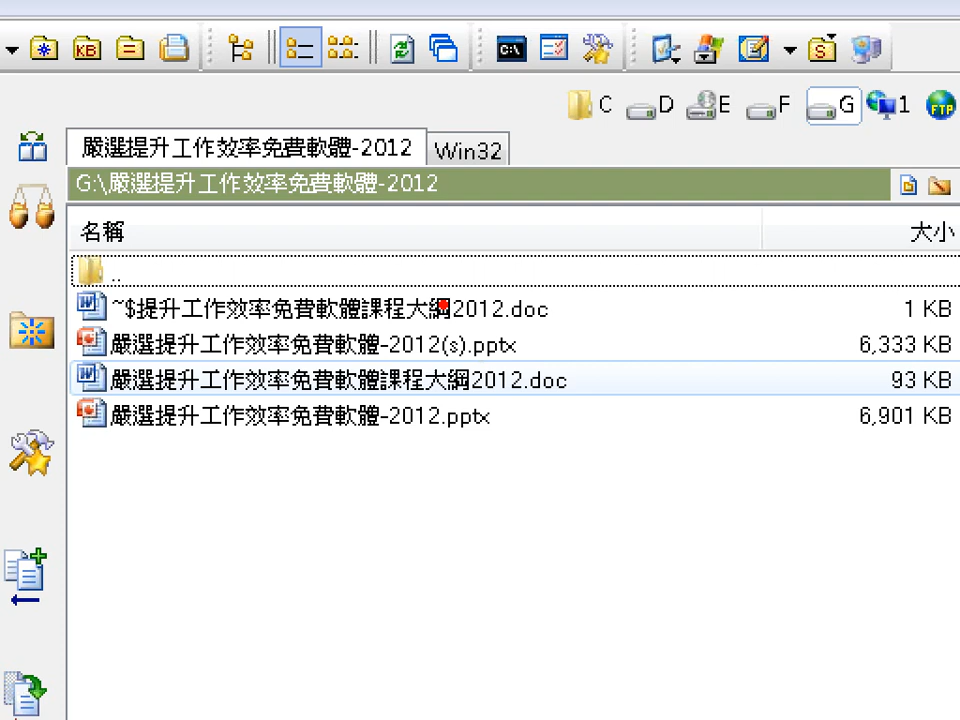 KB
C:\
S
C D E F G 1 FTP
嚴選提升工作效率免費軟體-2012 Win32
G:\嚴選提升工作效率免費軟體-2012
名稱 大小
..
~$提升工作效率免費軟體課程大綱2012.doc 1 KB
嚴選提升工作效率免費軟體-2012(s).pptx 6,333 KB
嚴選提升工作效率免費軟體課程大綱2012.doc 93 KB
嚴選提升工作效率免費軟體-2012.pptx 6,901 KB